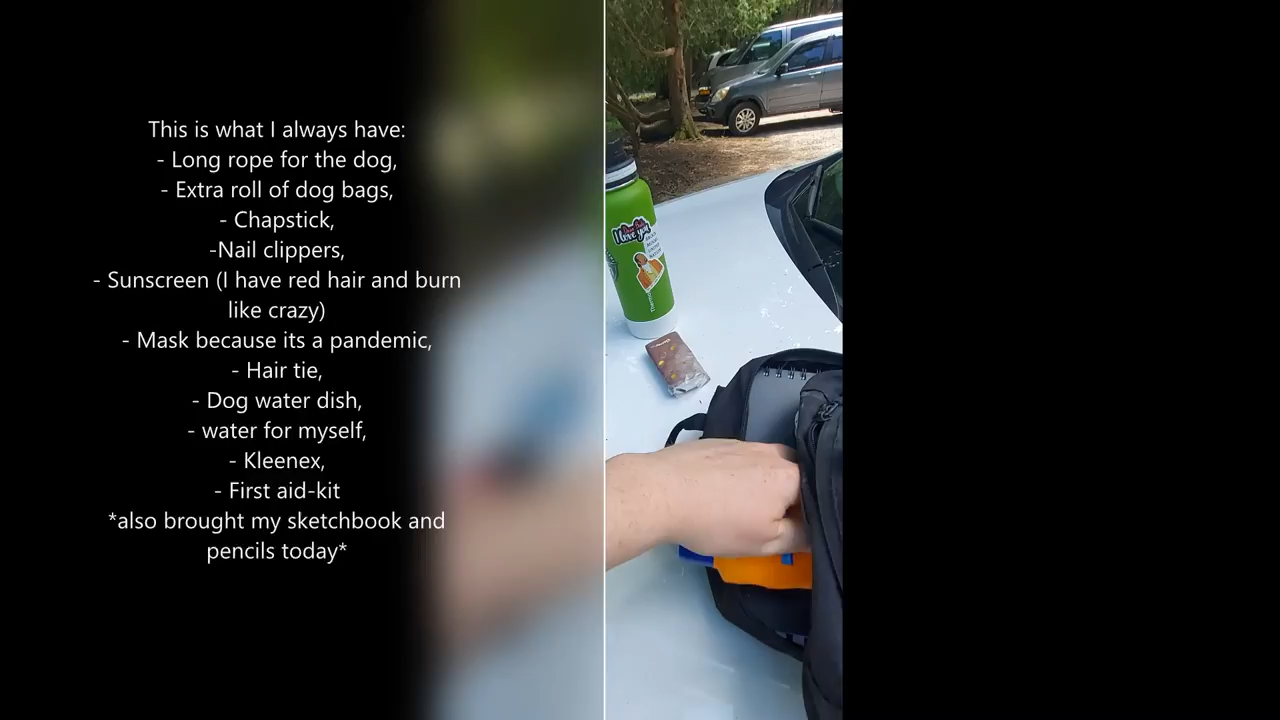 This is what I always have:
- Long rope for the dog,
- Extra roll of dog bags,
- Chapstick,
-Nail clippers,
- Sunscreen (I have red hair and burn
like crazy)
- Mask because its a pandemic,
- Hair tie,
- Dog water dish,
- water for myself,
- Kleenex,
- First aid-kit
*also brought my sketchbook and
pencils today*
I love you